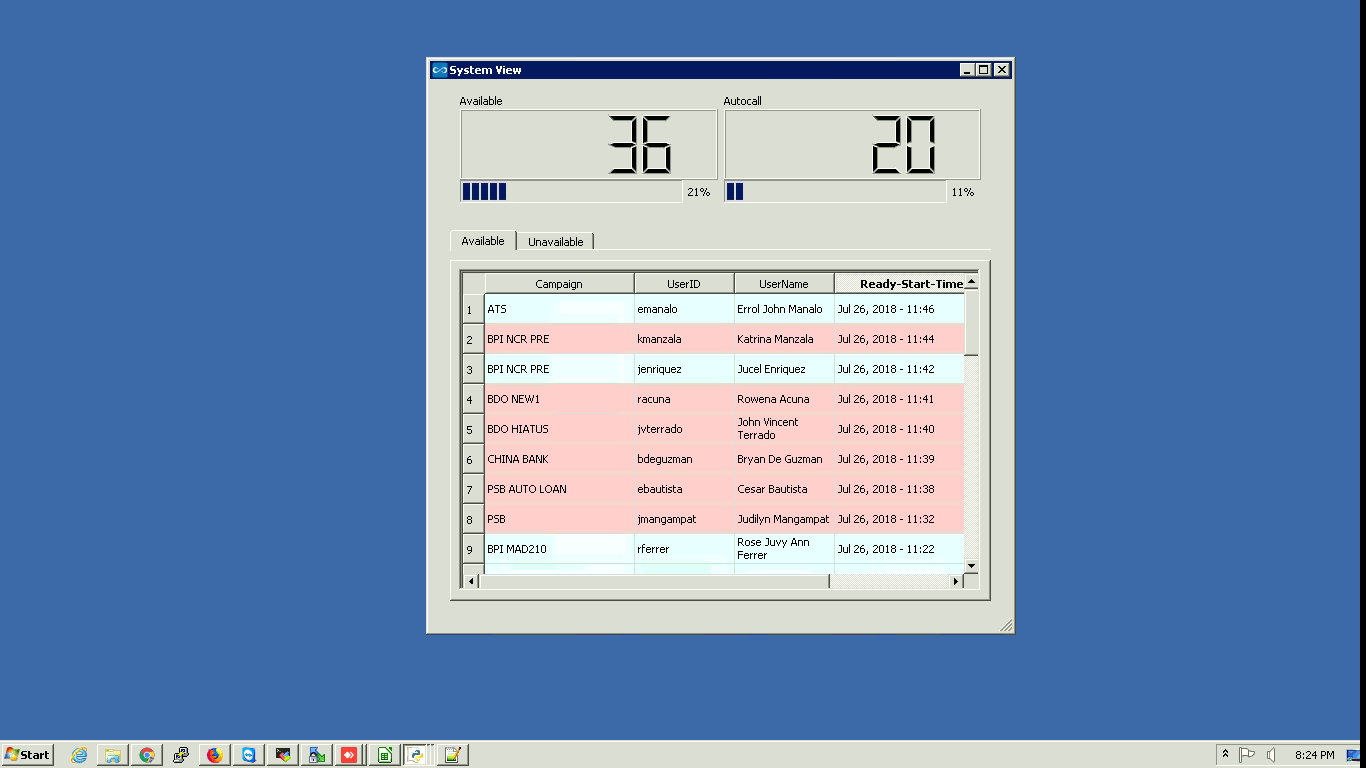 System View
Available Autocall
36 20
21% 11%
Available Unavailable
Campaign UserID UserName Ready-Start-Time
1 ATS emanalo Errol John Manalo Jul 26, 2018 - 11:46
2 BPI NCR PRE kmanzala Katrina Manzala Jul 26, 2018 - 11:44
3 BPI NCR PRE jenriquez Jucel Enriquez Jul 26, 2018 - 11:42
4 BDO NEW1 racuna Rowena Acuna Jul 26, 2018 - 11:41
5 BDO HIATUS jvterrado John Vincent
Terrado Jul 26, 2018 - 11:40
6 CHINA BANK bdeguzman Bryan De Guzman Jul 26, 2018 - 11:39
7 PSB AUTO LOAN ebautista Cesar Bautista Jul 26, 2018 - 11:38
8 PSB jmangampat Judilyn Mangampat Jul 26, 2018 - 11:32
9 BPI MAD210 rferrer Rose Juvy Ann
Ferrer Jul 26, 2018 - 11:22
Start 8:24 PM